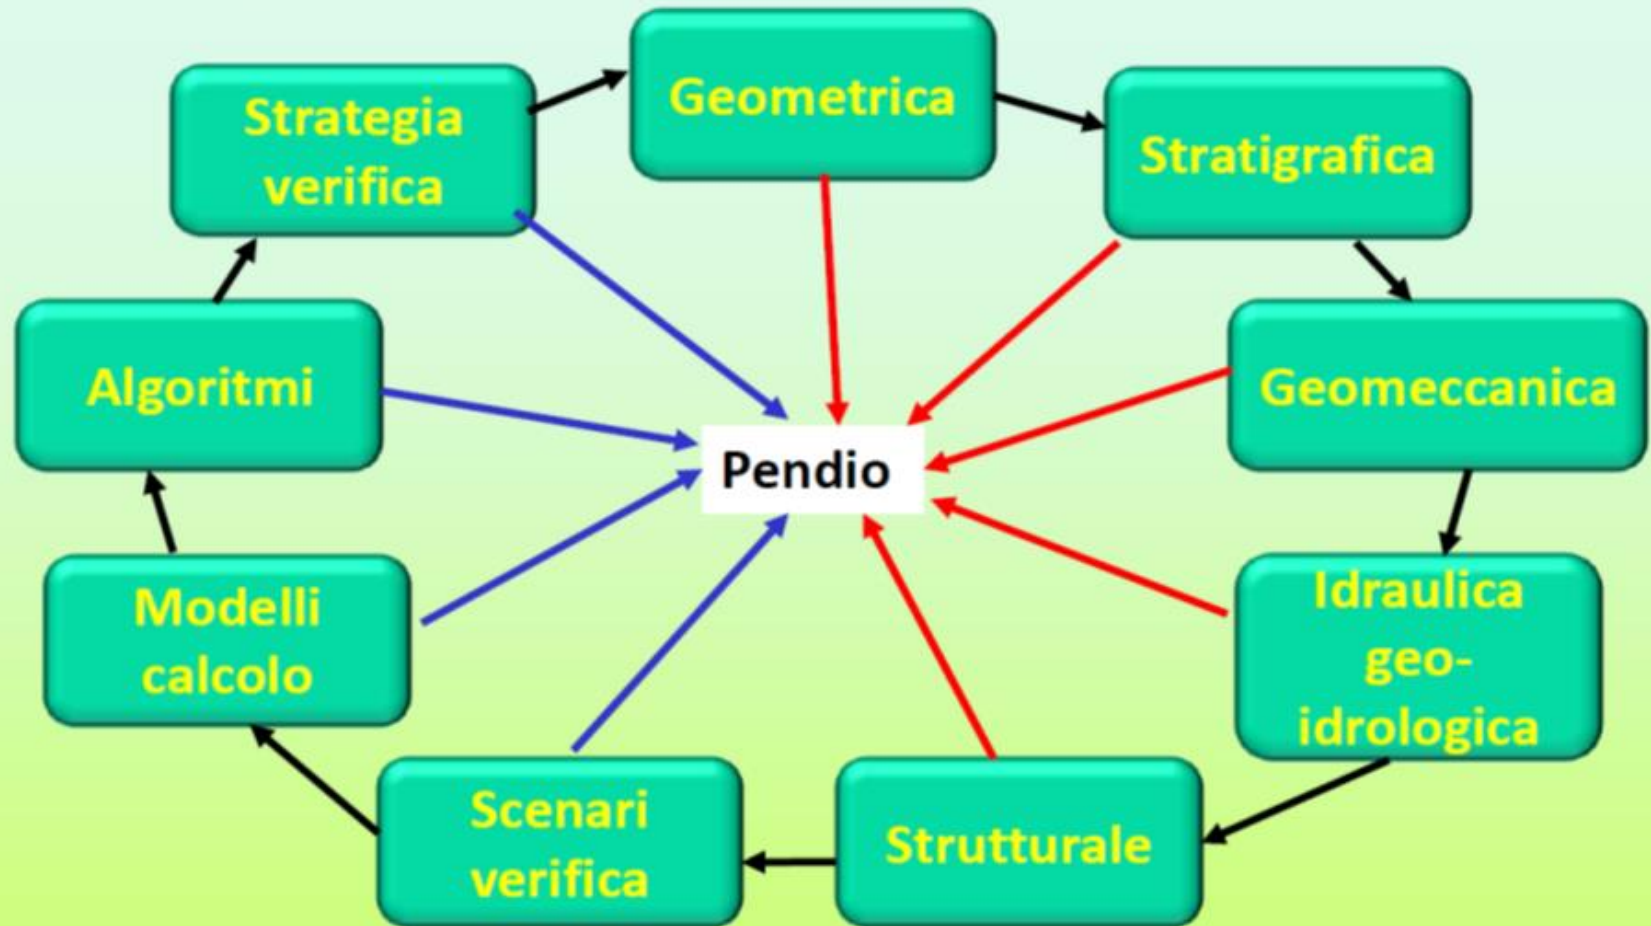 Geometrica
Strategia
verifica
Stratigrafica
Algoritmi
Geomeccanica
Pendio
Modelli
calcolo
Idraulica
geo-
idrologica
Scenari
verifica
Strutturale